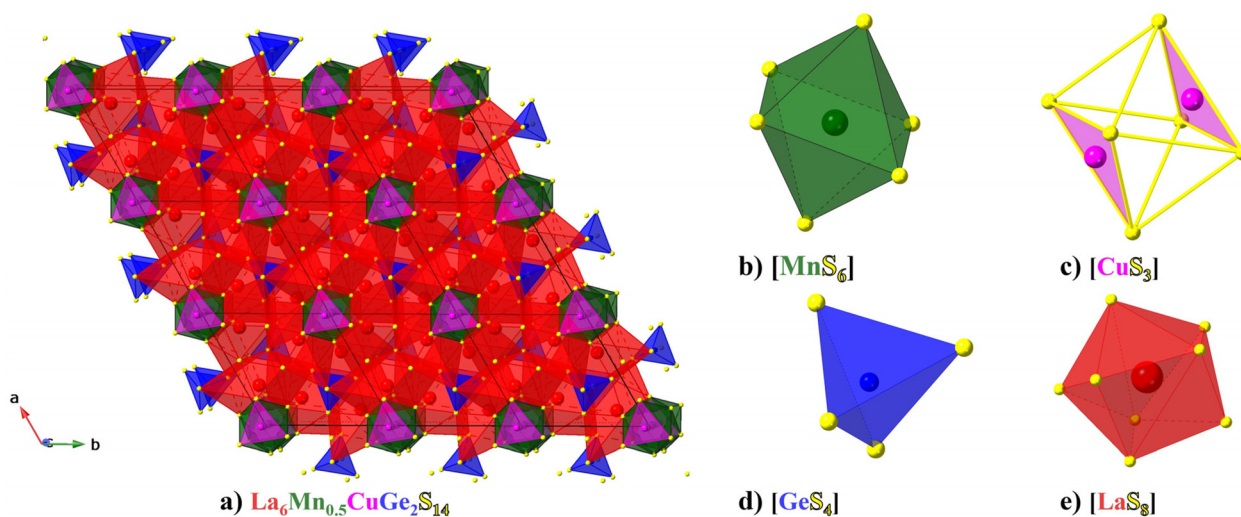 b) [MnS₆]
c) [CuS₃]
a
c
b
a) La₆Mn₀.₅CuGe₂S₁₄
d) [GeS₄]
e) [LaS₈]